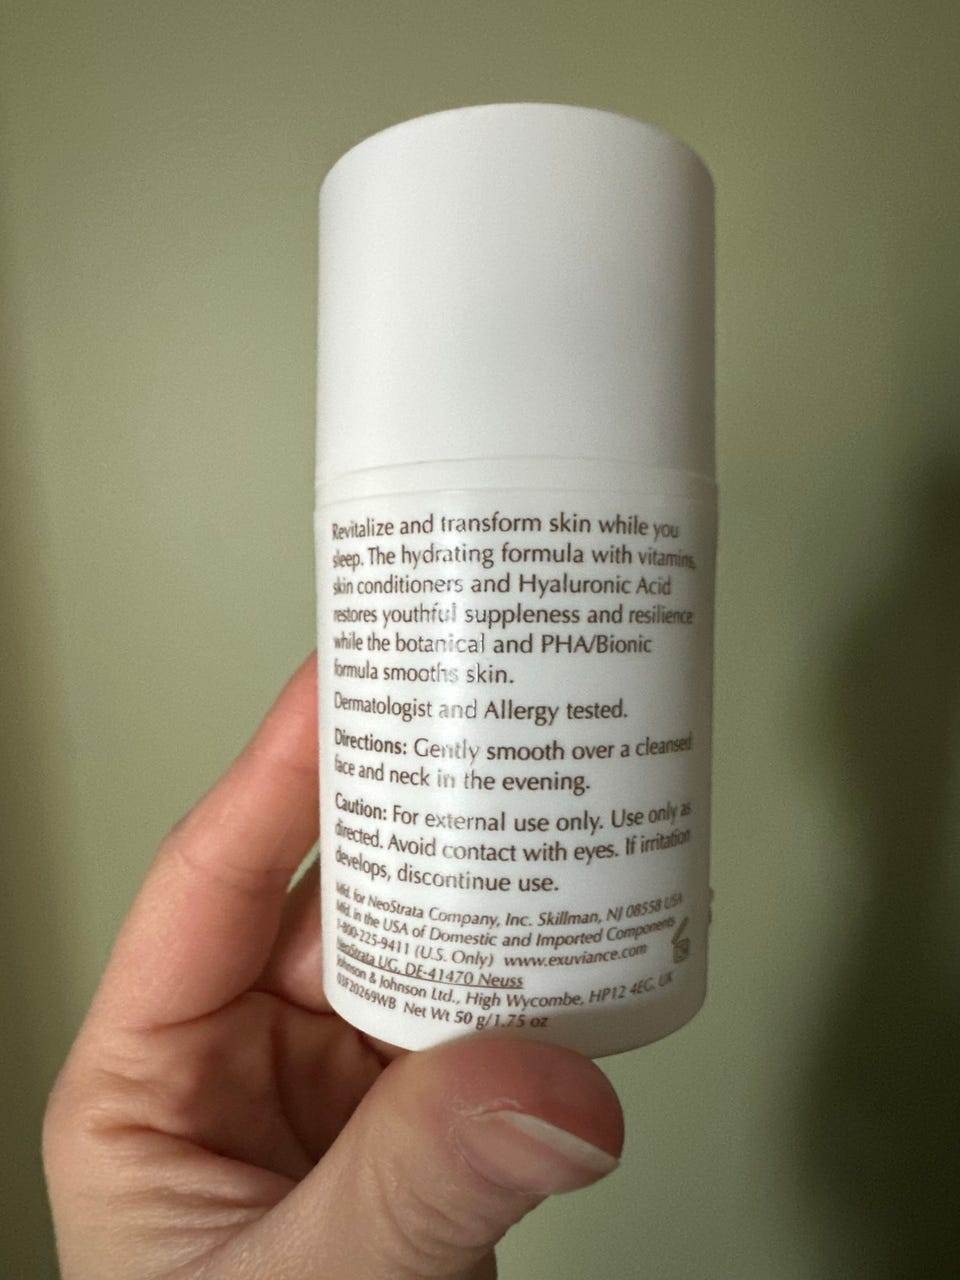 Revitalize and transform skin while you
sleep. The hydrating formula with vitamins,
skin conditioners and Hyaluronic Acid
restores youthful suppleness and resilience
while the botanical and PHA/Bionic
formula smooths skin.
Dermatologist and Allergy tested.
Directions: Gently smooth over a cleansed
face and neck in the evening.
Caution: For external use only. Use only as
directed. Avoid contact with eyes. If irritation
develops, discontinue use.
Mfd. for NeoStrata Company, Inc. Skillman, NJ 08558 USA
Mfd. in the USA of Domestic and Imported Components
1-800-225-9411 (U.S. Only) www.exuviance.com
NeoStrata UG, DE-41470 Neuss
Johnson & Johnson Ltd., High Wycombe, HP12 4EG, UK
03F20269WB Net Wt 50 g/1.75 oz